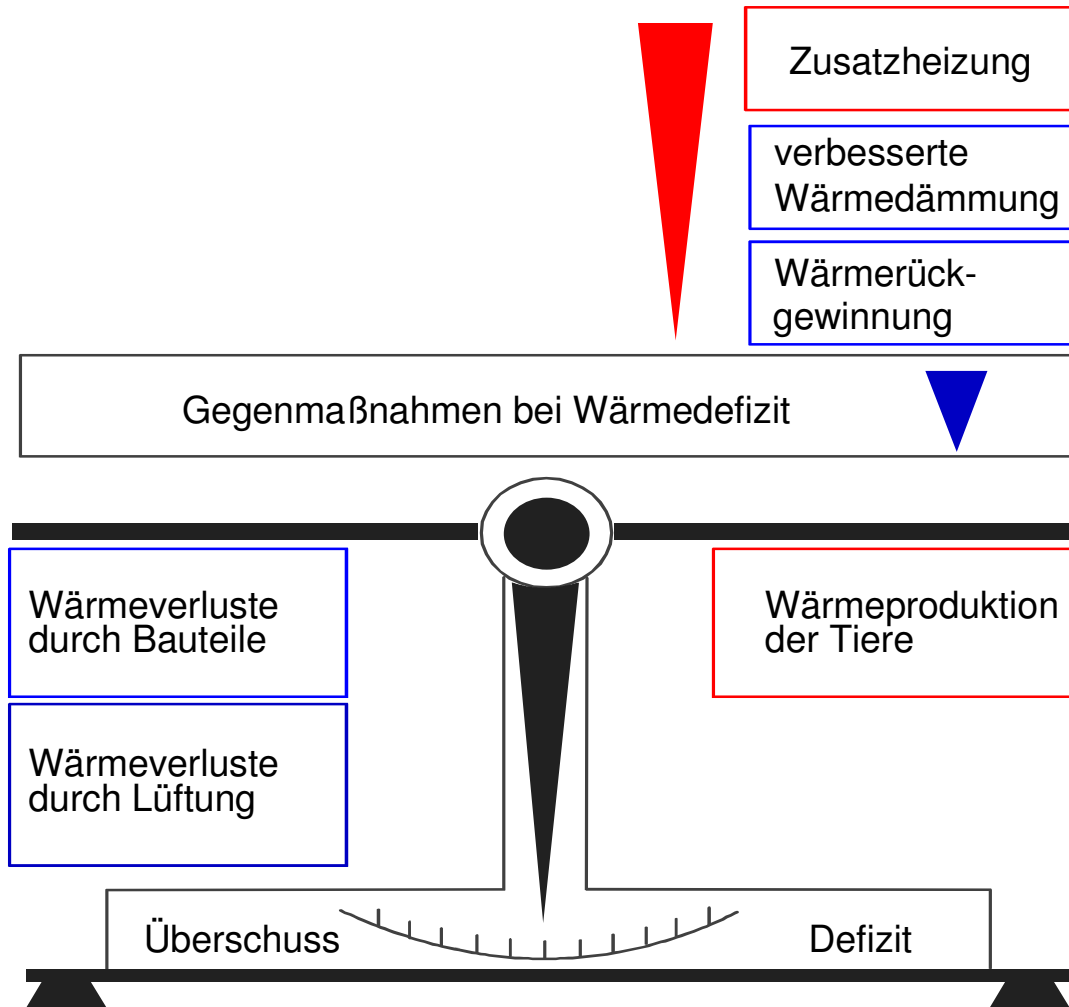 Zusatzheizung
verbesserte
Wärmedämmung
Wärmerück-
gewinnung
Gegenmaßnahmen bei Wärmedefizit
Wärmeverluste
durch Bauteile
Wärmeproduktion
der Tiere
Wärmeverluste
durch Lüftung
Überschuss
Defizit